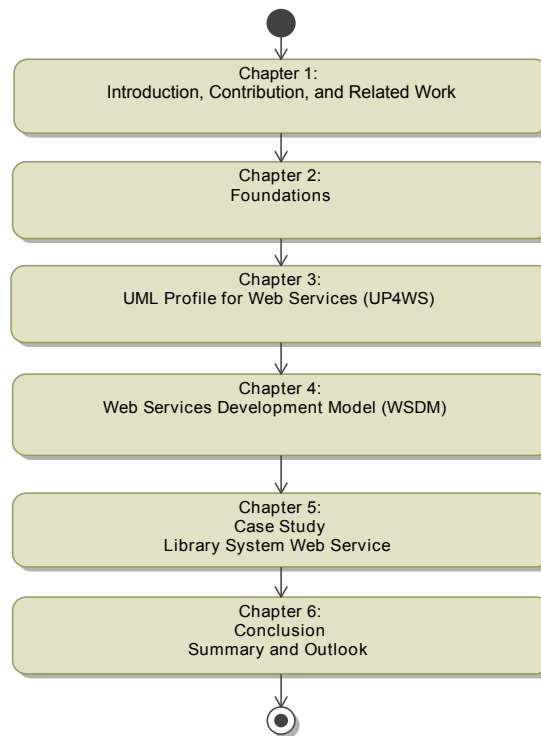 Chapter 1:
Introduction, Contribution, and Related Work
Chapter 2:
Foundations
Chapter 3:
UML Profile for Web Services (UP4WS)
Chapter 4:
Web Services Development Model (WSDM)
Chapter 5:
Case Study
Library System Web Service
Chapter 6:
Conclusion
Summary and Outlook